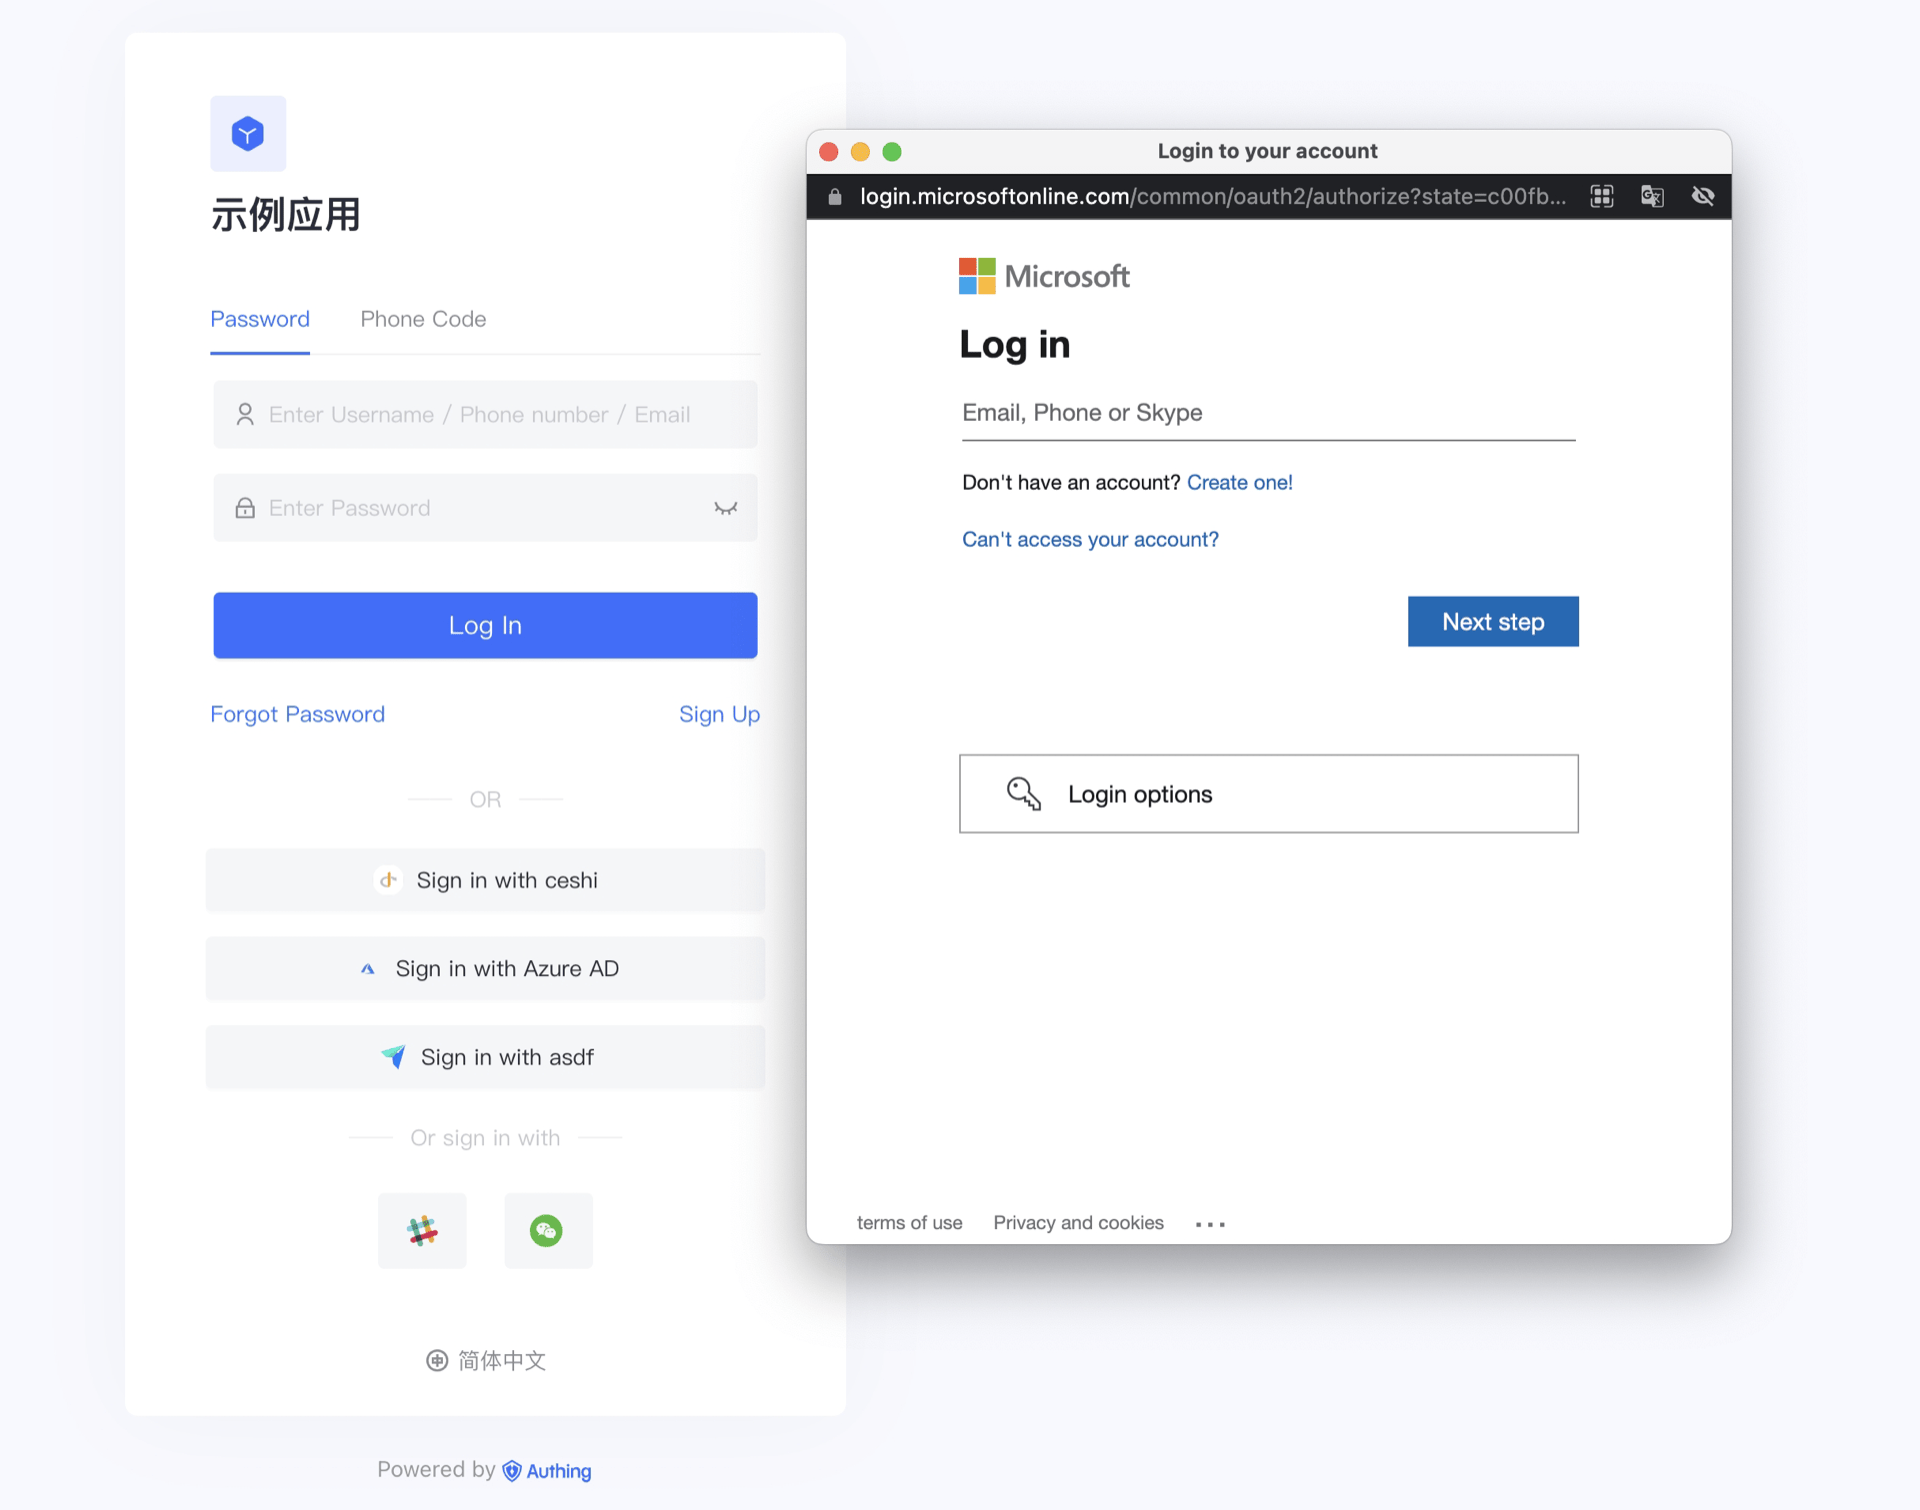 示例应用
Password
Phone Code
Enter Username / Phone number / Email
Enter Password
Log In
Forgot Password
Sign Up
OR
Sign in with ceshi
Sign in with Azure AD
Sign in with asdf
Or sign in with
简体中文
Powered by Authing
Login to your account
login.microsoftonline.com/common/oauth2/authorize?state=c00fb...
Microsoft
Log in
Email, Phone or Skype
Don't have an account? Create one!
Can't access your account?
Next step
Login options
terms of use
Privacy and cookies
...